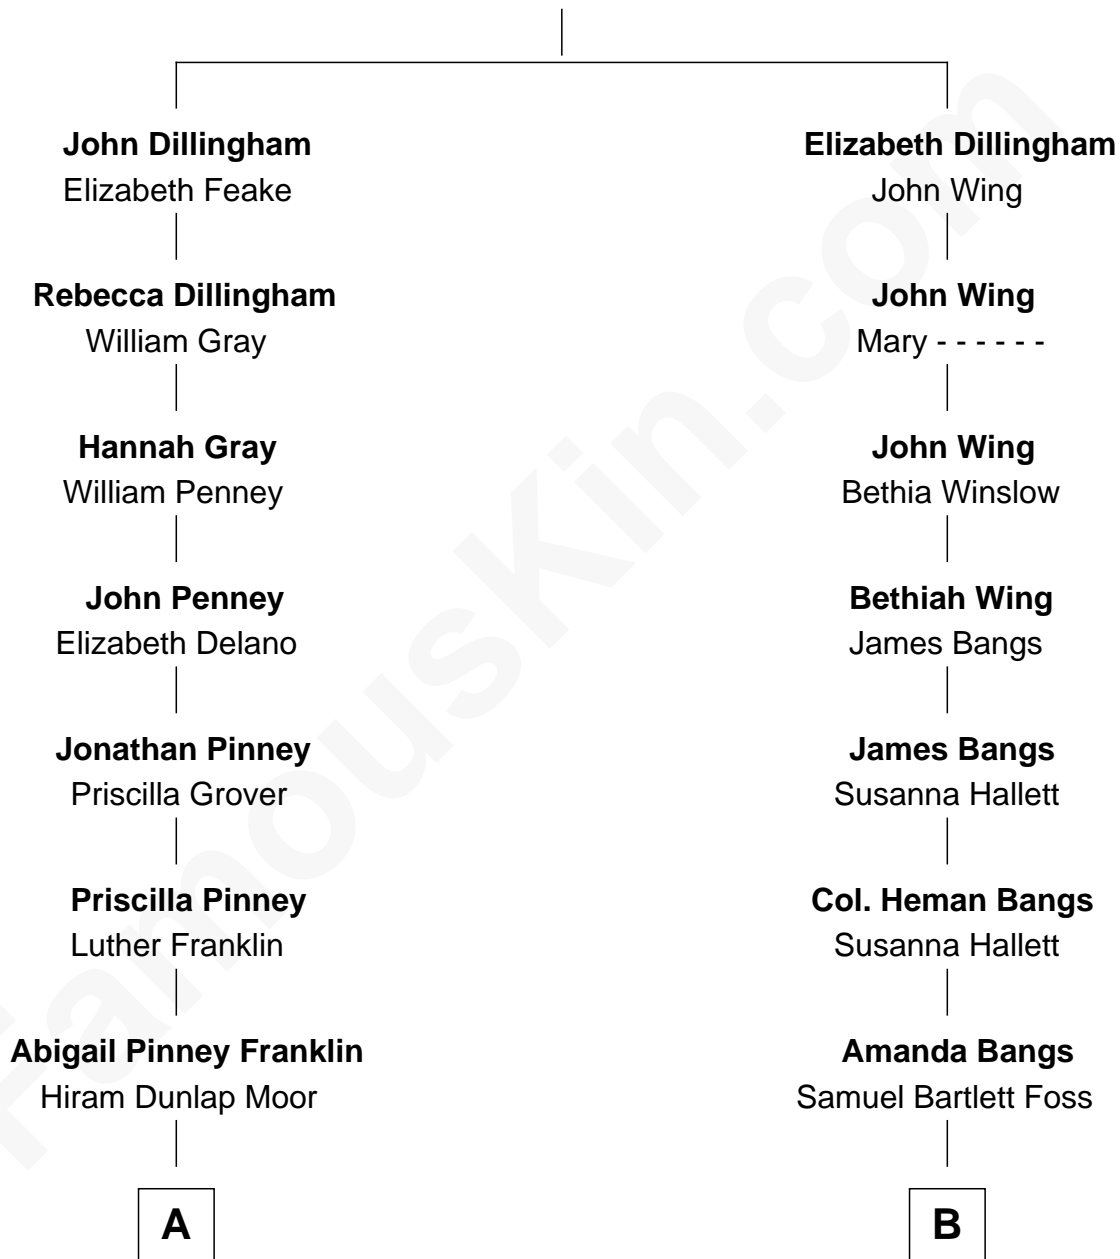 John Dillingham
Elizabeth Feake
Rebecca Dillingham
William Gray
Hannah Gray
William Penney
John Penney
Elizabeth Delano
Jonathan Pinney
Priscilla Grover
Priscilla Pinney
Luther Franklin
Abigail Pinney Franklin
Hiram Dunlap Moor
A
Elizabeth Dillingham
John Wing
John Wing
Mary - - - - - -
John Wing
Bethia Winslow
Bethiah Wing
James Bangs
James Bangs
Susanna Hallett
Col. Heman Bangs
Susanna Hallett
Amanda Bangs
Samuel Bartlett Foss
B
FamousKin.com